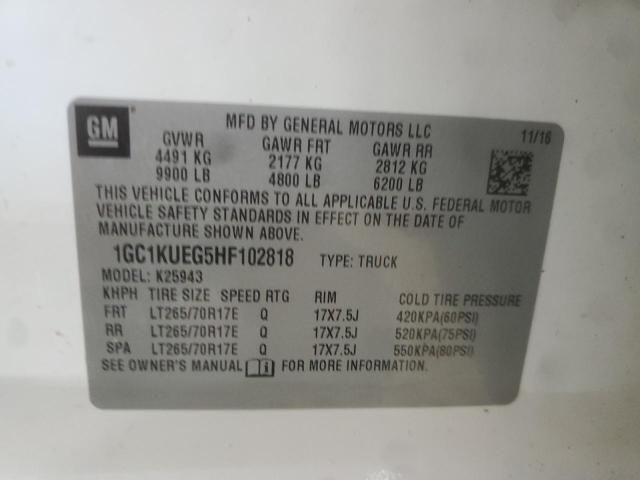 GM
MFD BY GENERAL MOTORS LLC 11/16
GVWR GAWR FRT GAWR RR
4491 KG 2177 KG 2812 KG
9900 LB 4800 LB 6200 LB
THIS VEHICLE CONFORMS TO ALL APPLICABLE U.S. FEDERAL MOTOR
VEHICLE SAFETY STANDARDS IN EFFECT ON THE DATE OF
MANUFACTURE SHOWN ABOVE.
1GC1KUEG5HF102818 TYPE: TRUCK
MODEL: K25943
KHPH TIRE SIZE SPEED RTG RIM COLD TIRE PRESSURE
FRT LT265/70R17E Q 17X7.5J 420KPA(60PSI)
RR LT265/70R17E Q 17X7.5J 520KPA(75PSI)
SPA LT265/70R17E Q 17X7.5J 550KPA(80PSI)
SEE OWNER'S MANUAL FOR MORE INFORMATION.